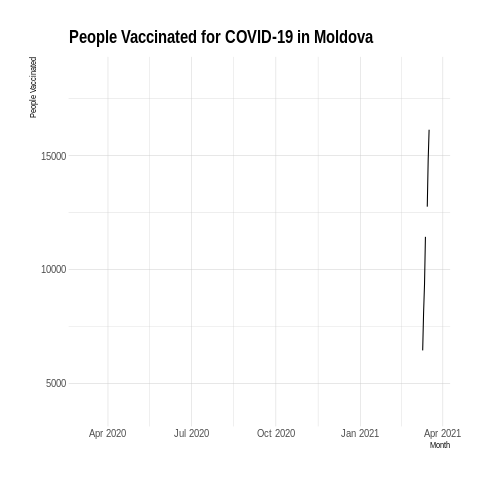 People Vaccinated for COVID-19 in Moldova
People Vaccinated
15000
10000
5000
Apr 2020 Jul 2020 Oct 2020 Jan 2021 Apr 2021
Month